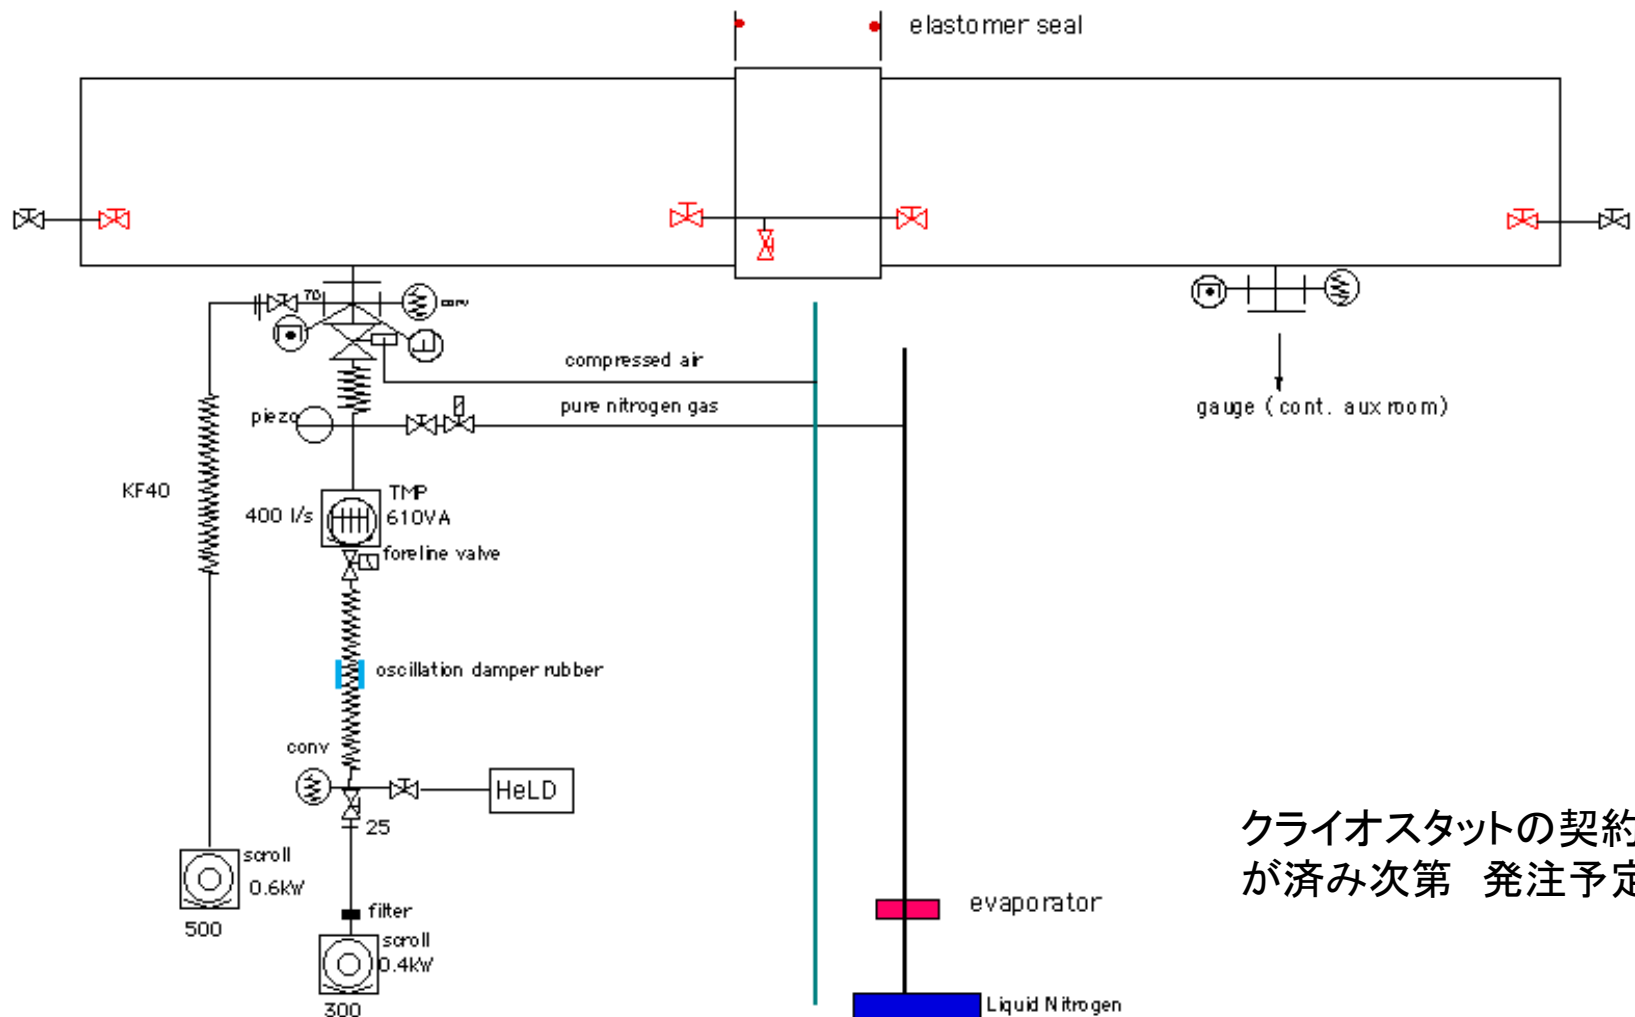 elastomer seal
70
conv
compressed air
pure nitrogen gas
gauge (cont. aux room)
piezo
KF40
TMP
400 l/s
610VA
foreline valve
oscillation damper rubber
conv
HeLD
25
scroll
0.6kW
500
filter
scroll
0.4kW
300
evaporator
Liquid Nitrogen
クライオスタットの契約
が済み次第 発注予定